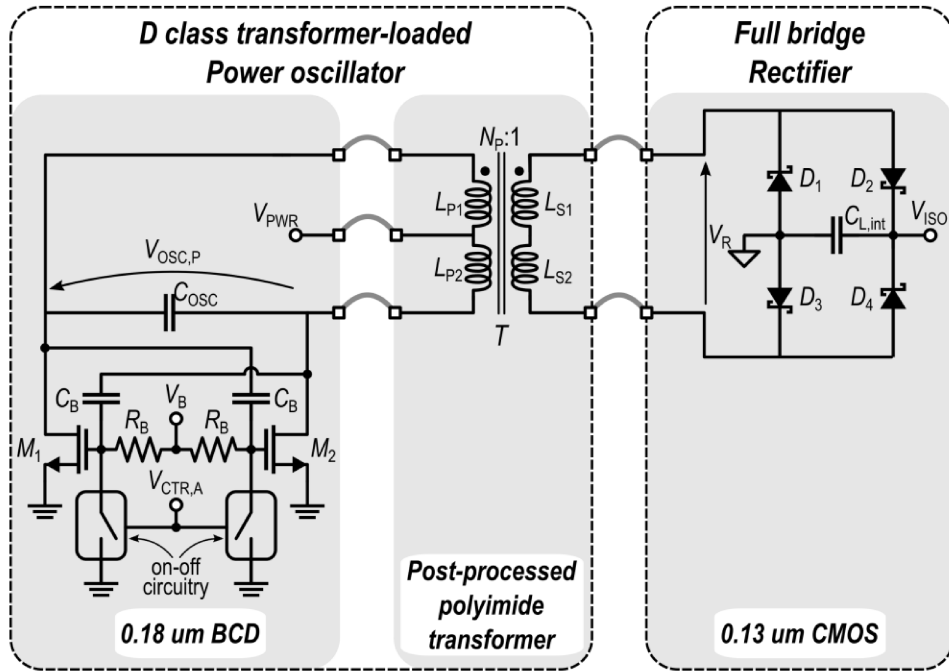 D class transformer-loaded
Power oscillator
Full bridge
Rectifier
N_P:1
L_P1
L_S1
D_1
D_2
V_PWR
C_L,int
V_ISO
V_R
V_OSC,P
L_P2
L_S2
C_OSC
D_3
D_4
T
C_B
V_B
C_B
R_B
R_B
M_1
M_2
V_CTR,A
on-off
circuitry
Post-processed
polyimide
transformer
0.18 um BCD
0.13 um CMOS